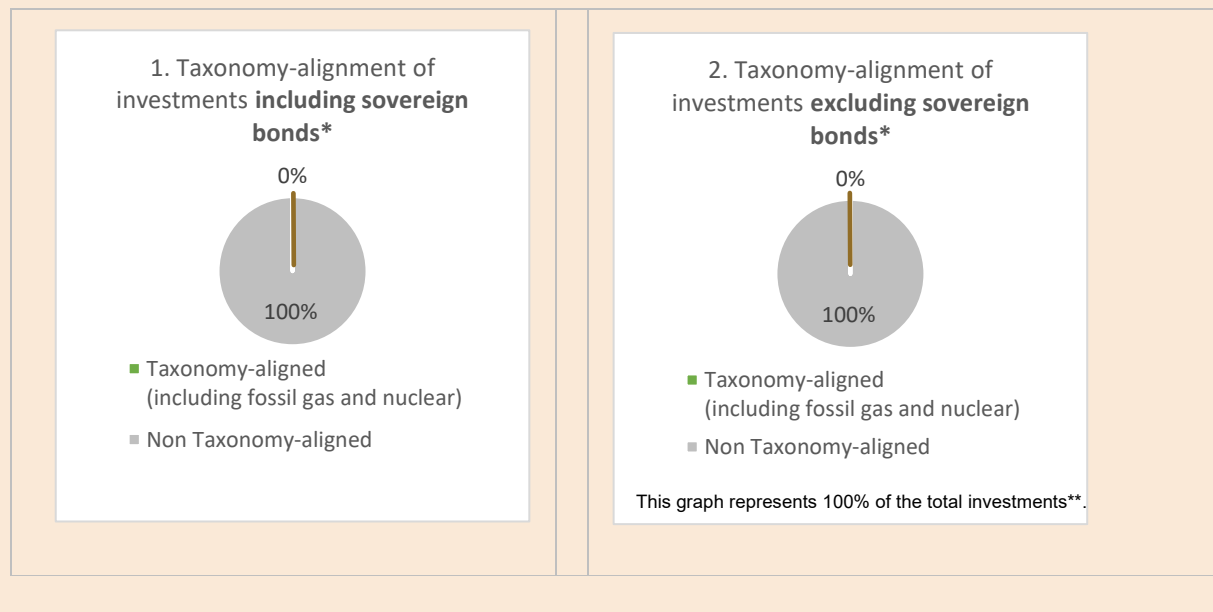 1. Taxonomy-alignment of
investments including sovereign
bonds*
0%
100%
Taxonomy-aligned
(including fossil gas and nuclear)
Non Taxonomy-aligned
2. Taxonomy-alignment of
investments excluding sovereign
bonds*
0%
100%
Taxonomy-aligned
(including fossil gas and nuclear)
Non Taxonomy-aligned
This graph represents 100% of the total investments**.